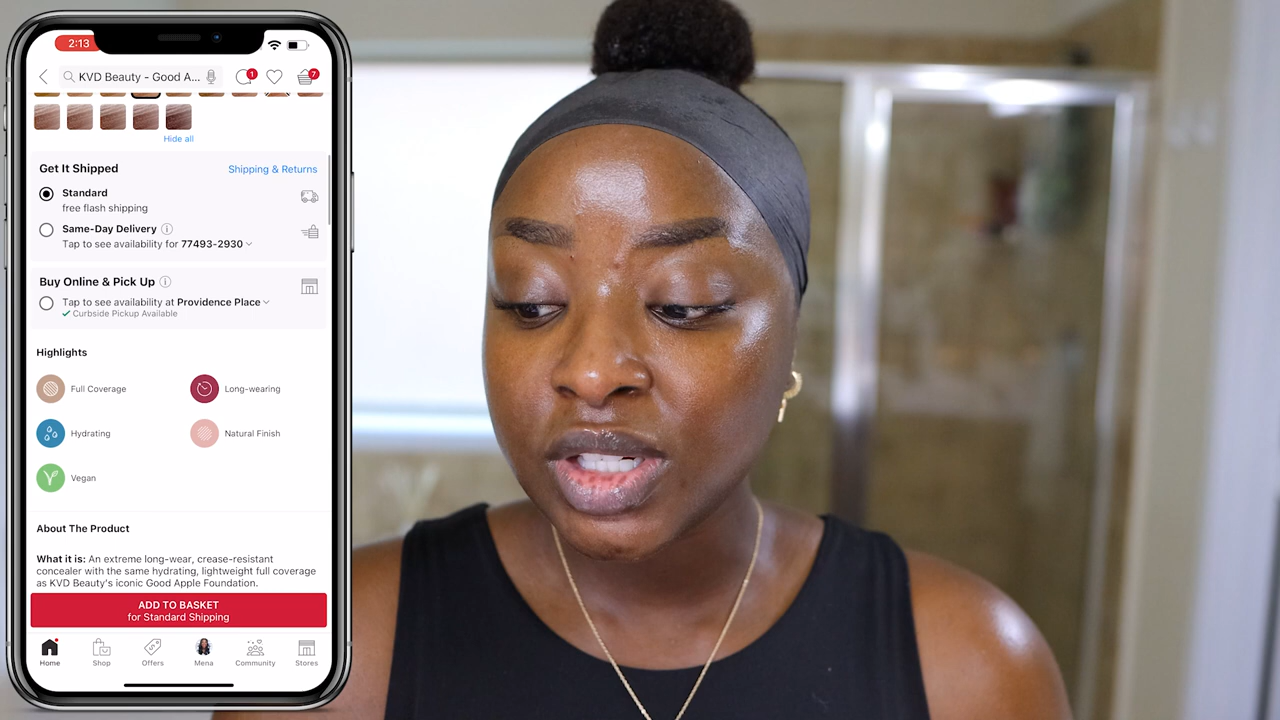 2:13
KVD Beauty - Good A...
1
7
Hide all
Get It Shipped
Shipping & Returns
Standard
free flash shipping
Same-Day Delivery
Tap to see availability for 77493-2930
Buy Online & Pick Up
Tap to see availability at Providence Place
Curbside Pickup Available
Highlights
Full Coverage
Long-wearing
Hydrating
Natural Finish
Vegan
About The Product
What it is: An extreme long-wear, crease-resistant
concealer with the same hydrating, lightweight full coverage
as KVD Beauty's iconic Good Apple Foundation.
ADD TO BASKET
for Standard Shipping
Home
Shop
Offers
Mena
Community
Stores